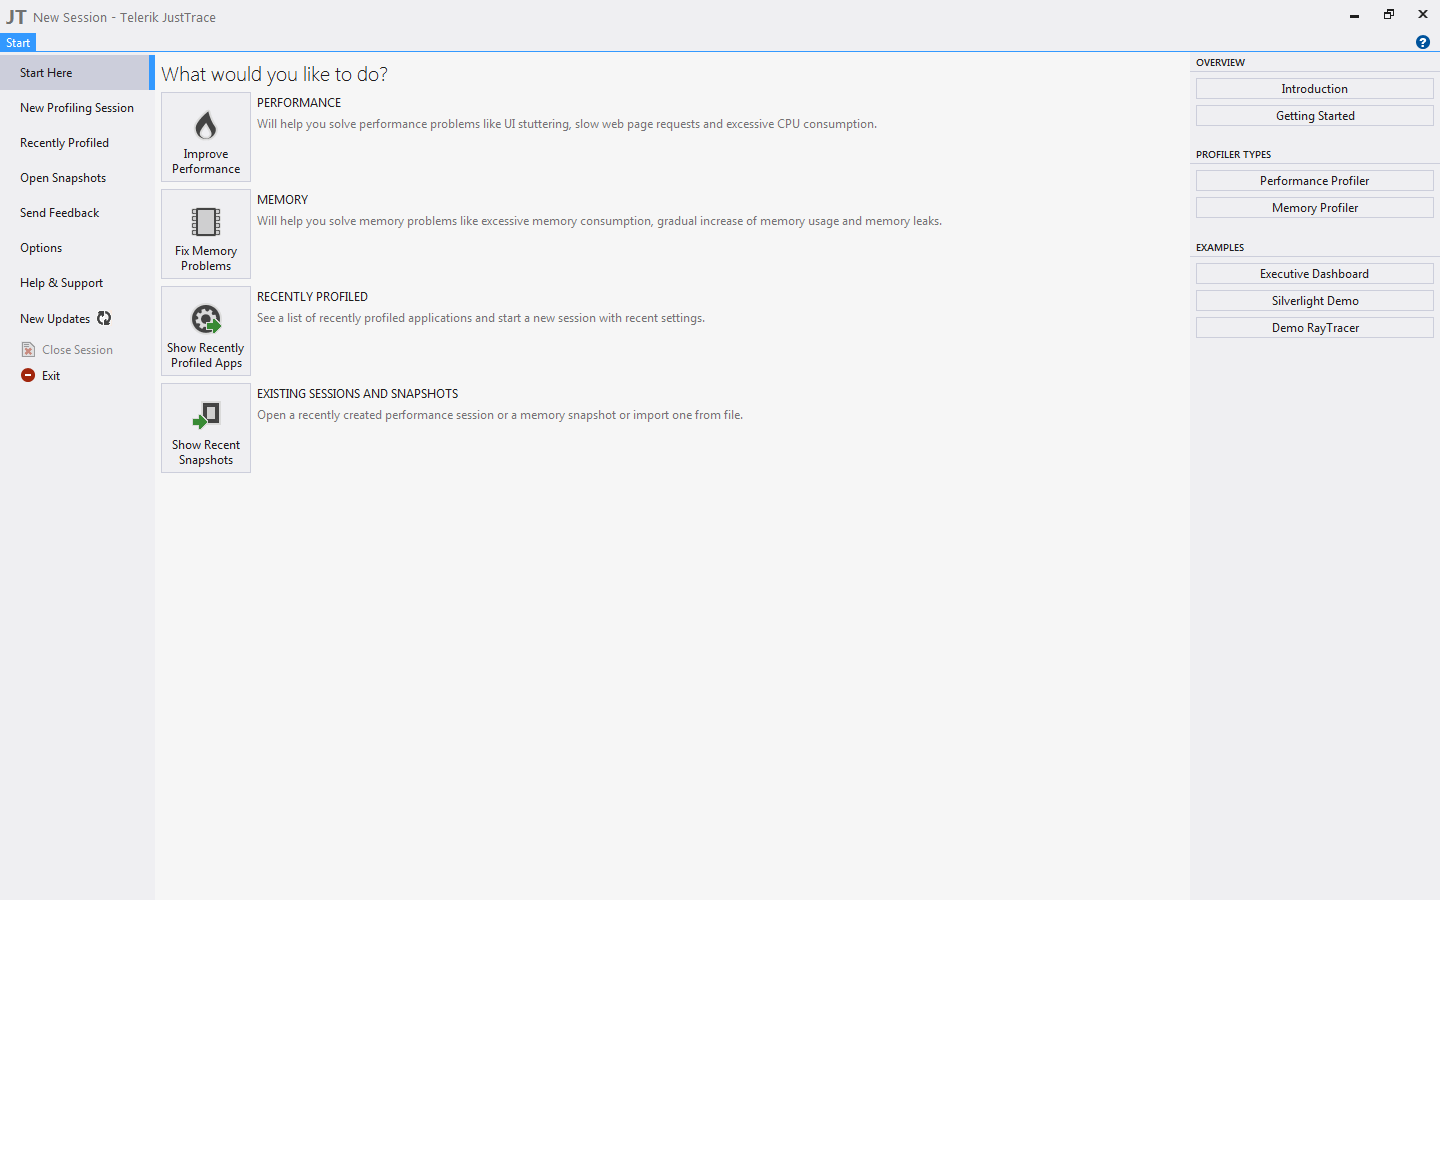 JT New Session - Telerik JustTrace
Start
?
Start Here
New Profiling Session
Recently Profiled
Open Snapshots
Send Feedback
Options
Help & Support
New Updates
Close Session
Exit
What would you like to do?
Improve
Performance
PERFORMANCE
Will help you solve performance problems like UI stuttering, slow web page requests and excessive CPU consumption.
Fix Memory
Problems
MEMORY
Will help you solve memory problems like excessive memory consumption, gradual increase of memory usage and memory leaks.
Show Recently
Profiled Apps
RECENTLY PROFILED
See a list of recently profiled applications and start a new session with recent settings.
Show Recent
Snapshots
EXISTING SESSIONS AND SNAPSHOTS
Open a recently created performance session or a memory snapshot or import one from file.
OVERVIEW
Introduction
Getting Started
PROFILER TYPES
Performance Profiler
Memory Profiler
EXAMPLES
Executive Dashboard
Silverlight Demo
Demo RayTracer